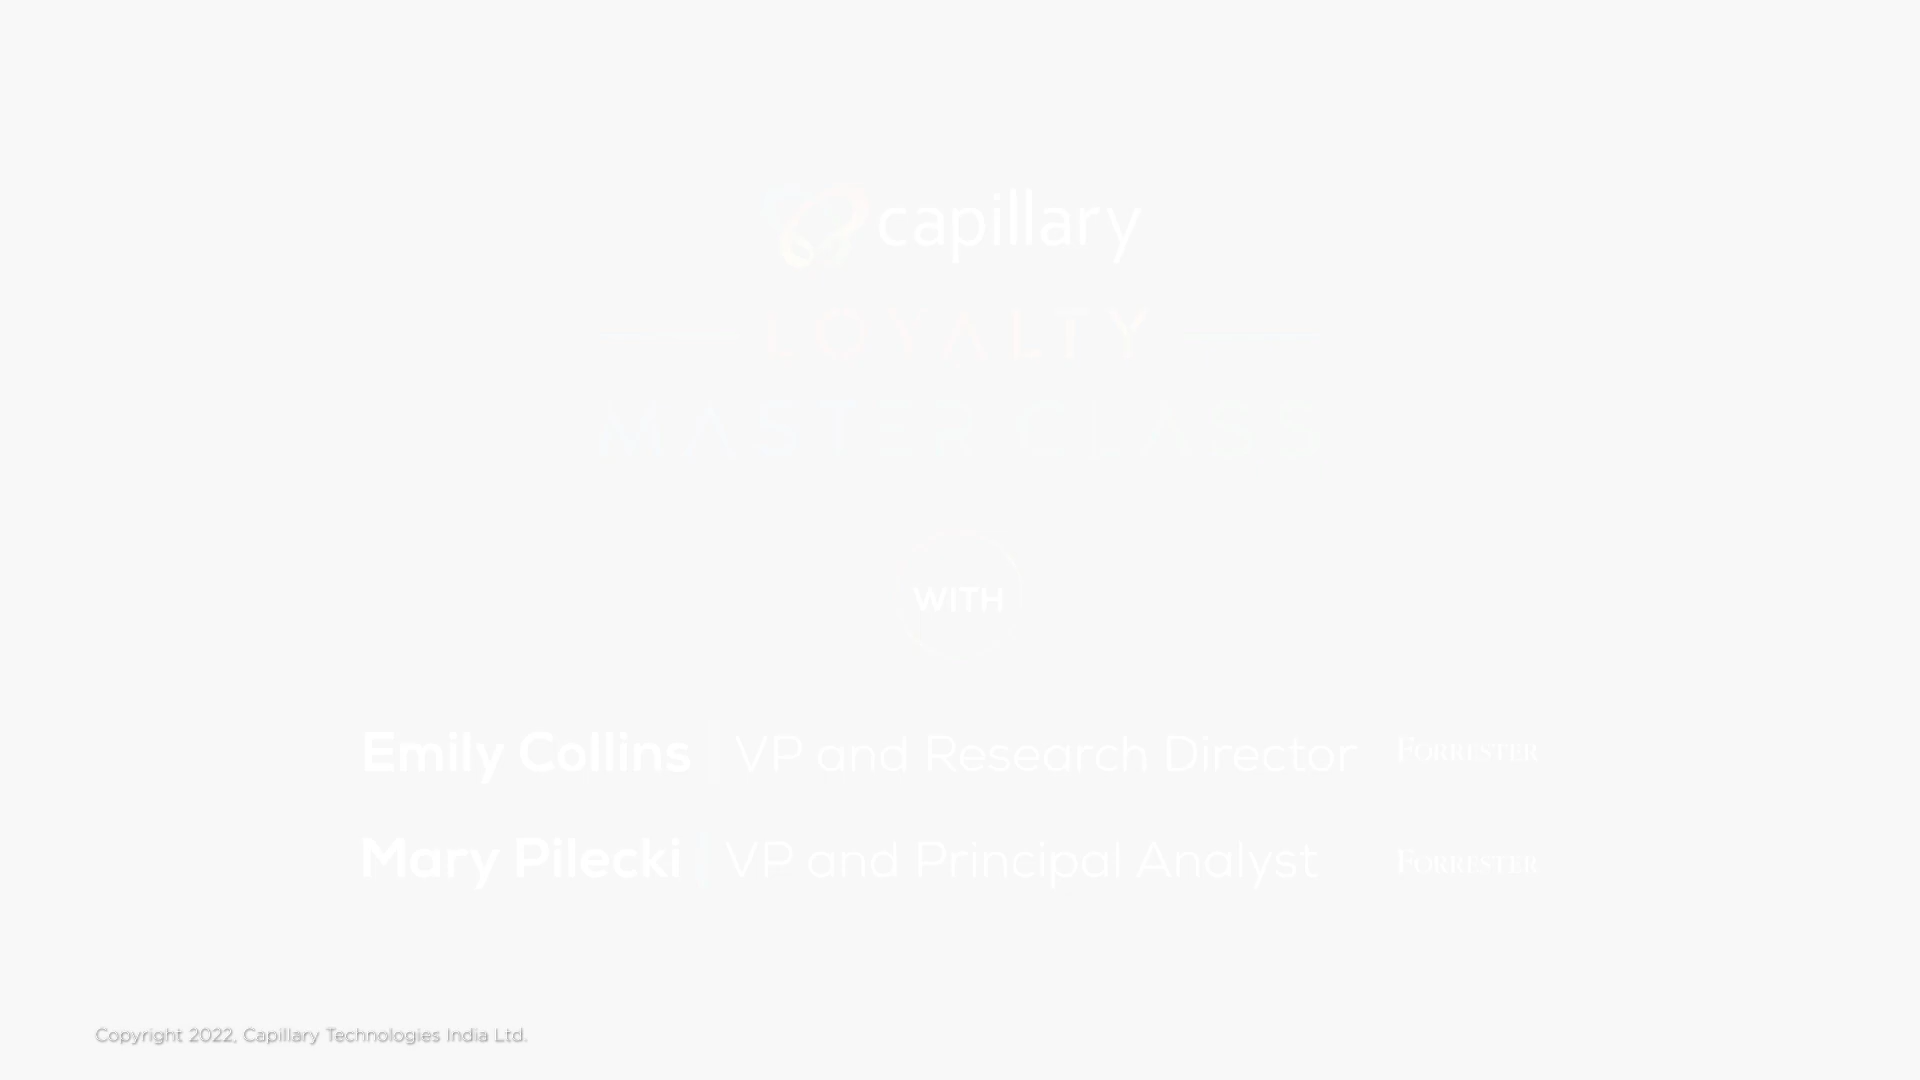 capillary
LOYALTY
MASTER CLASS
WITH
Emily Collins | VP and Research Director FORRESTER
Mary Pilecki | VP and Principal Analyst FORRESTER
Copyright 2022, Capillary Technologies India Ltd.